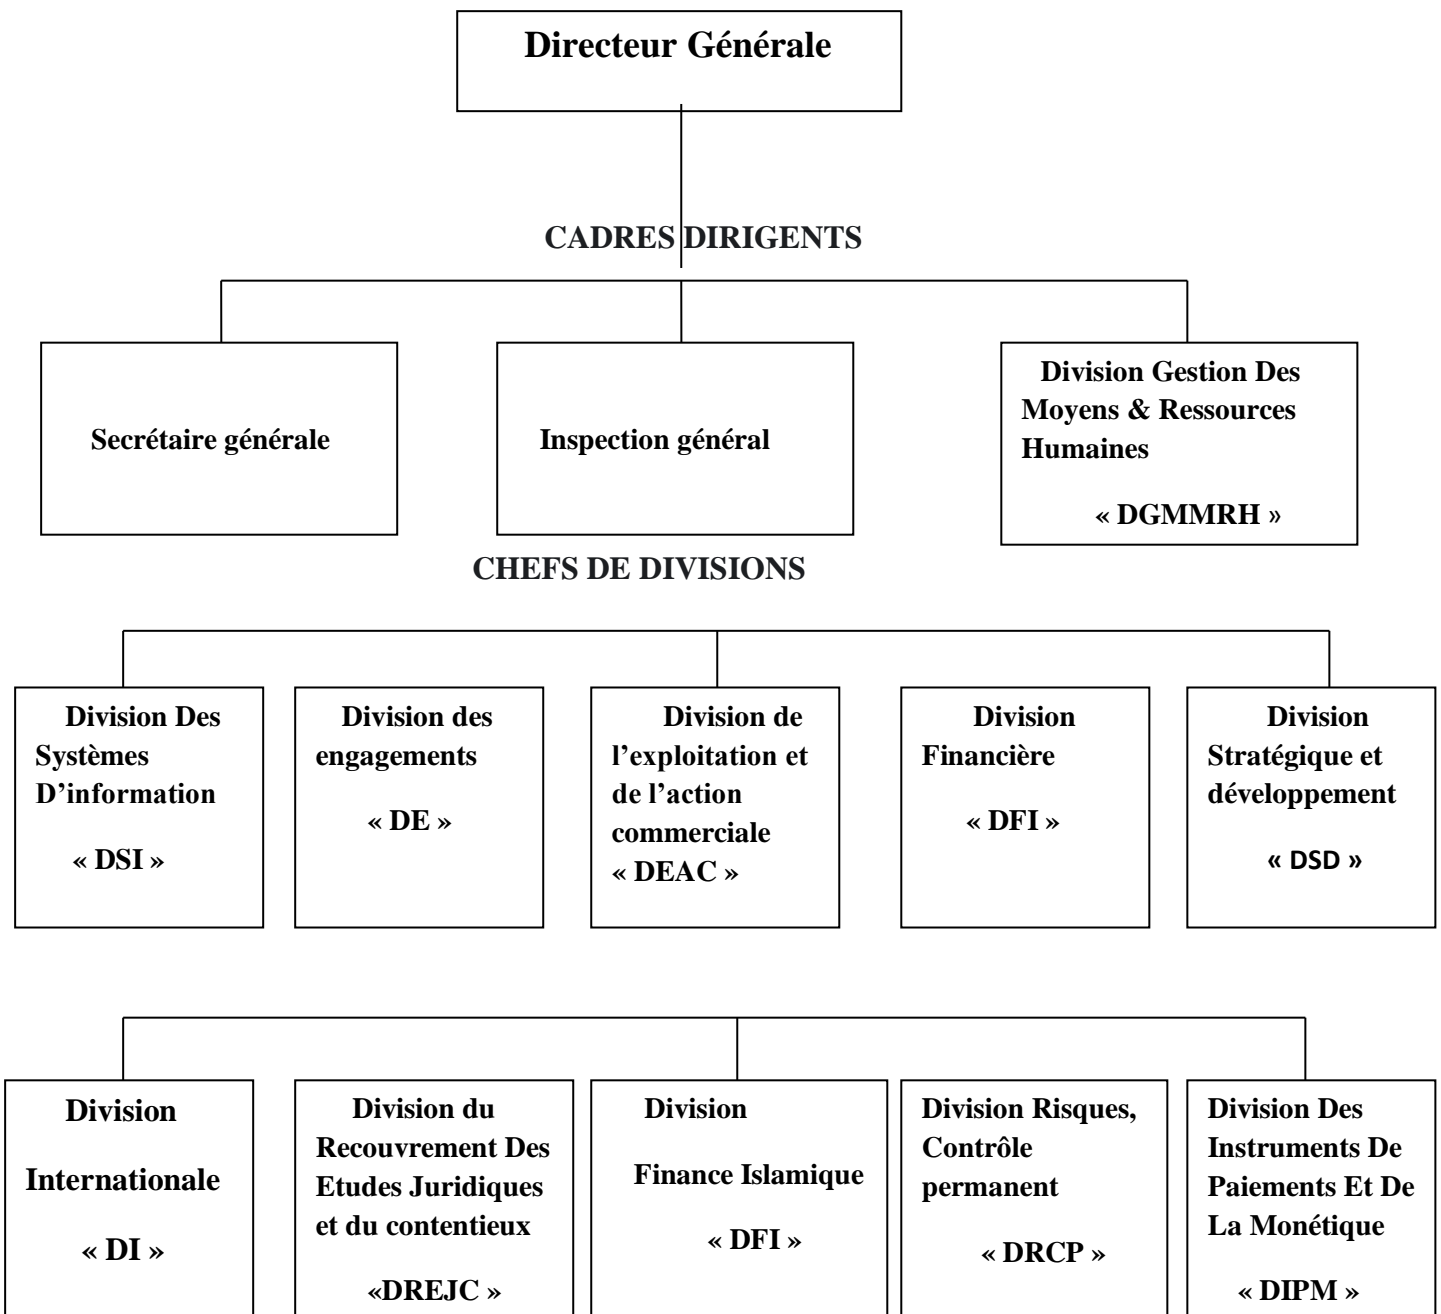 Directeur Générale
CADRES DIRIGENTS
Secrétaire générale
Inspection général
Division Gestion Des
Moyens & Ressources
Humaines
« DGMMRH »
CHEFS DE DIVISIONS
Division Des
Systèmes
D’information
« DSI »
Division des
engagements
« DE »
Division de
l’exploitation et
de l’action
commerciale
« DEAC »
Division
Financière
« DFI »
Division
Stratégique et
développement
« DSD »
Division
Internationale
« DI »
Division du
Recouvrement Des
Etudes Juridiques
et du contentieux
«DREJC »
Division
Finance Islamique
« DFI »
Division Risques,
Contrôle
permanent
« DRCP »
Division Des
Instruments De
Paiements Et De
La Monétique
« DIPM »